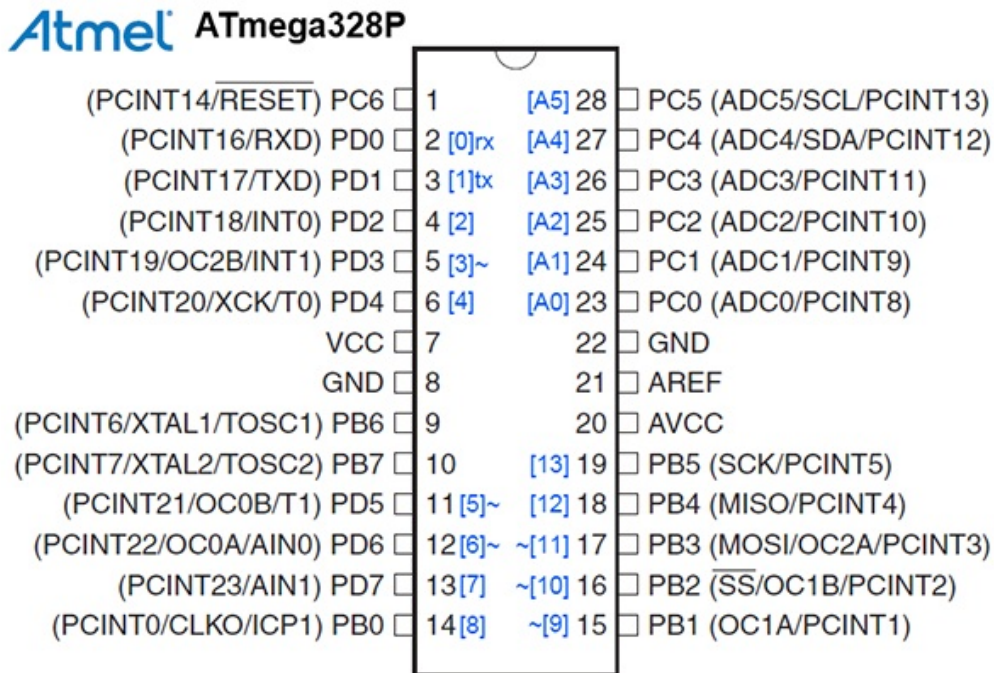 Atmel ATmega328P
(PCINT14/RESET) PC6 1 [A5] 28 PC5 (ADC5/SCL/PCINT13)
(PCINT16/RXD) PD0 2 [0]rx [A4] 27 PC4 (ADC4/SDA/PCINT12)
(PCINT17/TXD) PD1 3 [1]tx [A3] 26 PC3 (ADC3/PCINT11)
(PCINT18/INT0) PD2 4 [2] [A2] 25 PC2 (ADC2/PCINT10)
(PCINT19/OC2B/INT1) PD3 5 [3]~ [A1] 24 PC1 (ADC1/PCINT9)
(PCINT20/XCK/T0) PD4 6 [4] [A0] 23 PC0 (ADC0/PCINT8)
VCC 7 22 GND
GND 8 21 AREF
(PCINT6/XTAL1/TOSC1) PB6 9 20 AVCC
(PCINT7/XTAL2/TOSC2) PB7 10 [13] 19 PB5 (SCK/PCINT5)
(PCINT21/OC0B/T1) PD5 11 [5]~ [12] 18 PB4 (MISO/PCINT4)
(PCINT22/OC0A/AIN0) PD6 12 [6]~ ~[11] 17 PB3 (MOSI/OC2A/PCINT3)
(PCINT23/AIN1) PD7 13 [7] ~[10] 16 PB2 (SS/OC1B/PCINT2)
(PCINT0/CLKO/ICP1) PB0 14 [8] ~[9] 15 PB1 (OC1A/PCINT1)